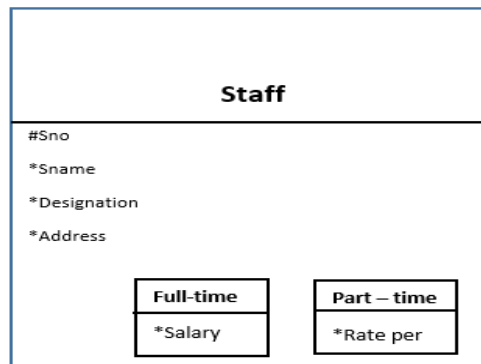 Staff
#Sno
*Sname
*Designation
*Address
Full-time
*Salary
Part – time
*Rate per